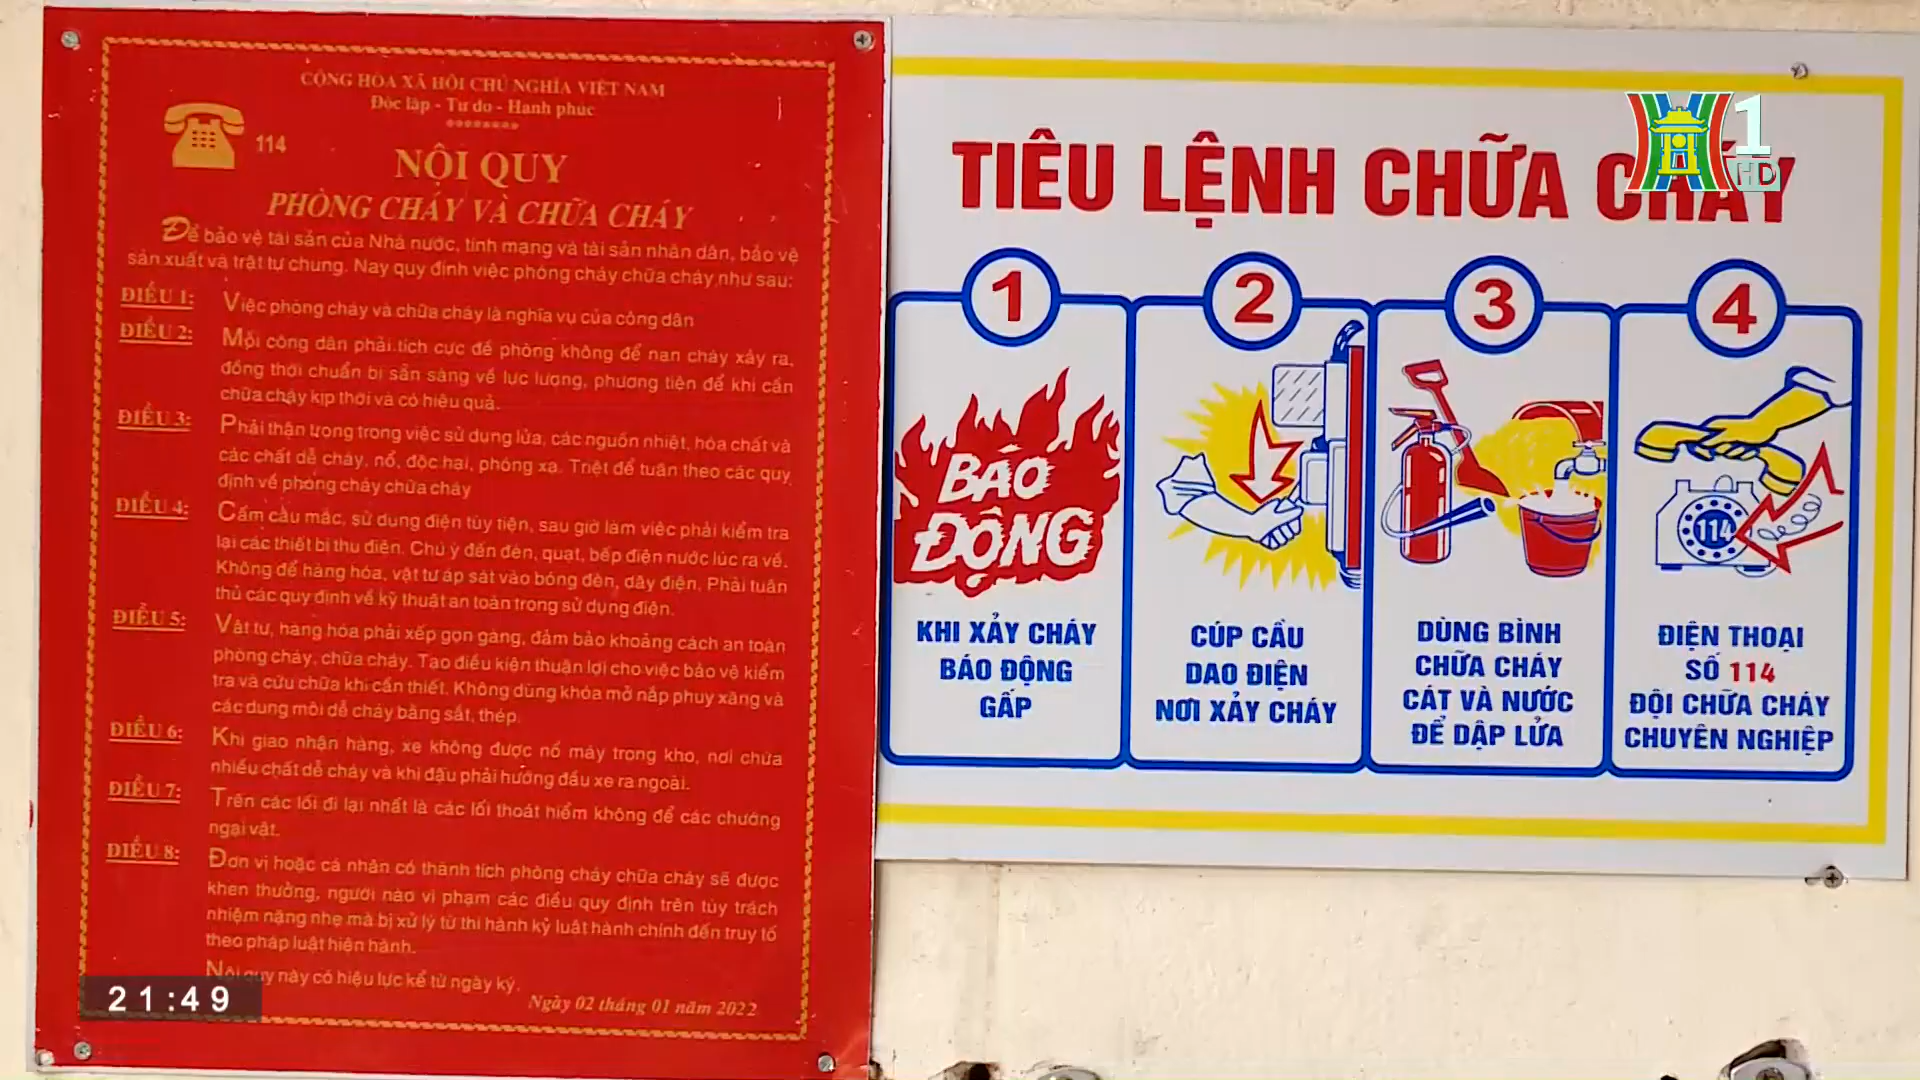 CỘNG HÒA XÃ HỘI CHỦ NGHĨA VIỆT NAM
Độc lập - Tự do - Hạnh phúc
********
114
NỘI QUY
PHÒNG CHÁY VÀ CHỮA CHÁY
Để bảo vệ tài sản của Nhà nước, tính mạng và tài sản nhân dân, bảo vệ
sản xuất và trật tự chung. Nay quy định việc phòng cháy chữa cháy như sau:
ĐIỀU 1: Việc phòng cháy và chữa cháy là nghĩa vụ của công dân
ĐIỀU 2: Mỗi công dân phải tích cực đề phòng không để nạn cháy xảy ra,
đồng thời chuẩn bị sẵn sàng về lực lượng, phương tiện để khi cần
chữa cháy kịp thời và có hiệu quả.
ĐIỀU 3: Phải thận trọng trong việc sử dụng lửa, các nguồn nhiệt, hóa chất và
các chất dễ cháy, nổ, độc hại, phóng xạ. Triệt để tuân theo các quy
định về phòng cháy chữa cháy
ĐIỀU 4: Cấm câu mắc, sử dụng điện tùy tiện, sau giờ làm việc phải kiểm tra
lại các thiết bị thu điện. Chú ý đến đèn, quạt, bếp điện nước lúc ra về.
Không để hàng hóa, vật tư áp sát vào bóng đèn, dây điện. Phải tuân
thủ các quy định về kỹ thuật an toàn trong sử dụng điện.
ĐIỀU 5: Vật tư, hàng hóa phải xếp gọn gàng, đảm bảo khoảng cách an toàn
phòng cháy, chữa cháy. Tạo điều kiện thuận lợi cho việc bảo vệ kiểm
tra và cứu chữa khi cần thiết. Không dùng khóa mở nắp phuy xăng và
các dung môi dễ cháy bằng sắt, thép.
ĐIỀU 6: Khi giao nhận hàng, xe không được nổ máy trong kho, nơi chứa
nhiều chất dễ cháy và khi đậu phải hướng đầu xe ra ngoài.
ĐIỀU 7: Trên các lối đi lại nhất là các lối thoát hiểm không để các chướng
ngại vật.
ĐIỀU 8: Đơn vị hoặc cá nhân có thành tích phòng cháy chữa cháy sẽ được
khen thưởng, người nào vi phạm các điều quy định trên tùy trách
nhiệm nặng nhẹ mà bị xử lý từ thi hành kỷ luật hành chính đến truy tố
theo pháp luật hiện hành.
Nội quy này có hiệu lực kể từ ngày ký.
Ngày 02 tháng 01 năm 2022
21:49
TIÊU LỆNH CHỮA CHÁY
1
HD
1
BÁO
ĐỘNG
KHI XẢY CHÁY
BÁO ĐỘNG
GẤP
2
CÚP CẦU
DAO ĐIỆN
NƠI XẢY CHÁY
3
DÙNG BÌNH
CHỮA CHÁY
CÁT VÀ NƯỚC
ĐỂ DẬP LỬA
4
114
ĐIỆN THOẠI
SỐ 114
ĐỘI CHỮA CHÁY
CHUYÊN NGHIỆP